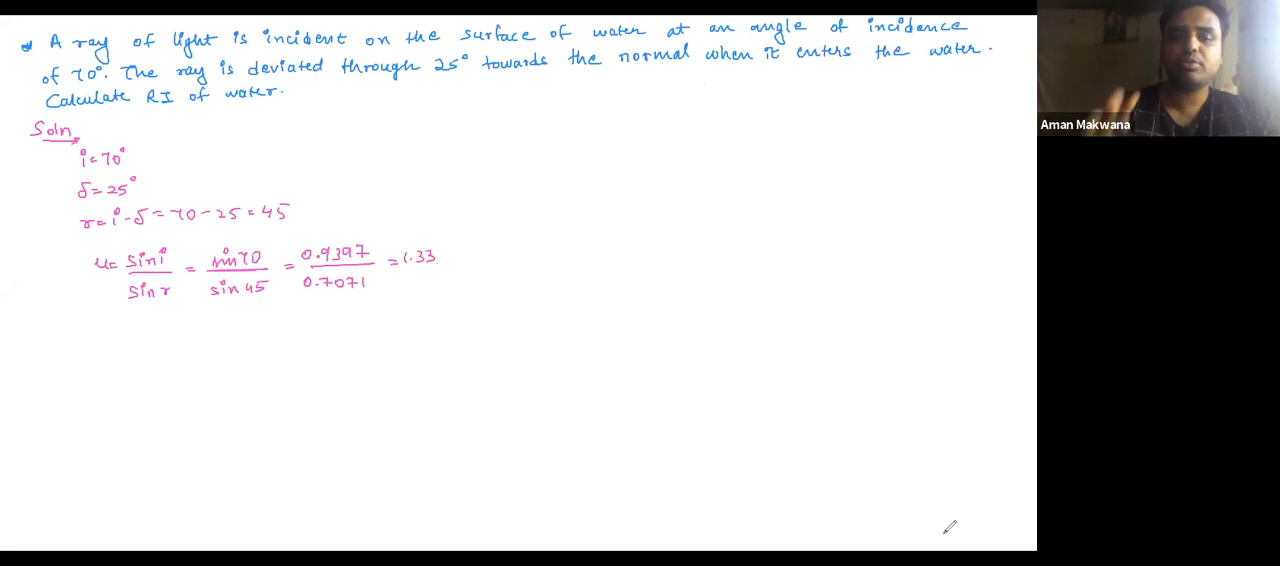 A ray of light is incident on the surface of water at an angle of incidence
of 70°. The ray is deviated through 25° towards the normal when it enters the water.
Calculate RI of water.
Soln
i = 70°
δ = 25°
r = i - δ = 70 - 25 = 45
μ = sin i / sin r = sin 70 / sin 45 = 0.9397 / 0.7071 = 1.33
Aman Makwana